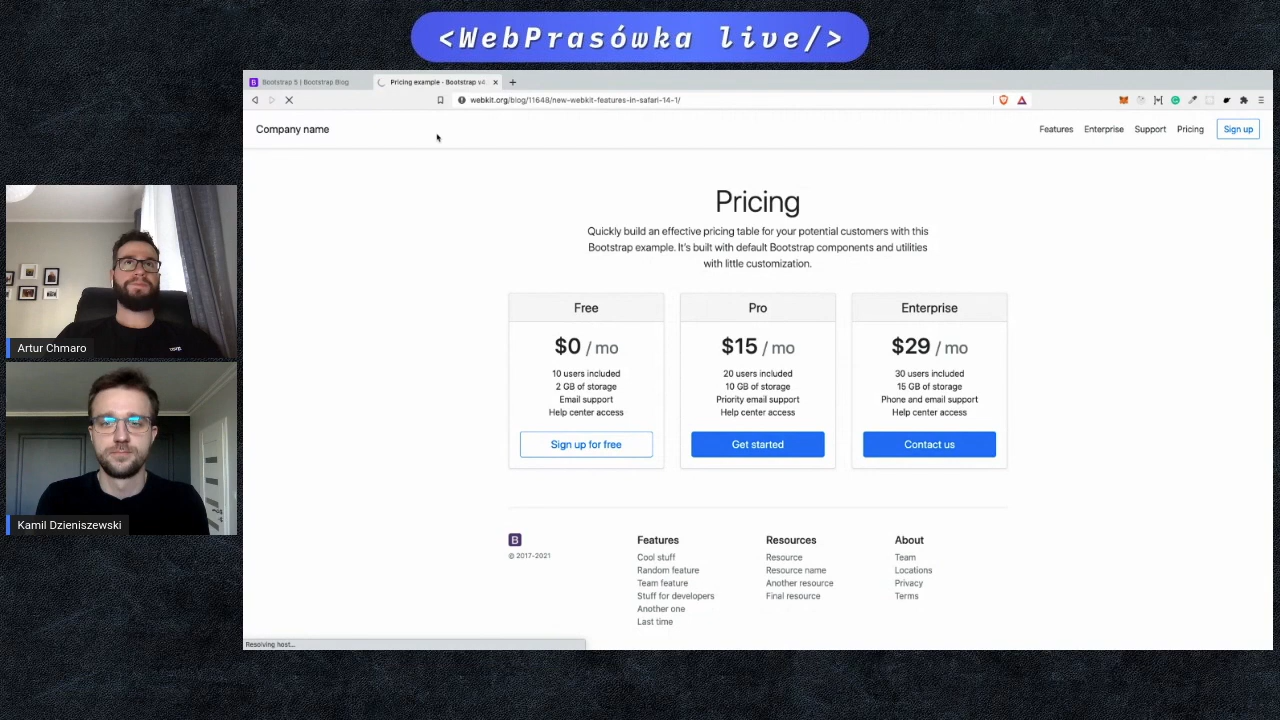 <WebPrasówka live/>
Bootstrap 5 | Bootstrap Blog
Pricing example · Bootstrap v4
webkit.org/blog/11648/new-webkit-features-in-safari-14-1/
Company name
Features
Enterprise
Support
Pricing
Sign up
Pricing
Quickly build an effective pricing table for your potential customers with this
Bootstrap example. It's built with default Bootstrap components and utilities
with little customization.
Free
$0 / mo
10 users included
2 GB of storage
Email support
Help center access
Sign up for free
Pro
$15 / mo
20 users included
10 GB of storage
Priority email support
Help center access
Get started
Enterprise
$29 / mo
30 users included
15 GB of storage
Phone and email support
Help center access
Contact us
B
© 2017-2021
Features
Cool stuff
Random feature
Team feature
Stuff for developers
Another one
Last time
Resources
Resource
Resource name
Another resource
Final resource
About
Team
Locations
Privacy
Terms
Resolving host...
Artur Chmaro
Kamil Dzieniszewski